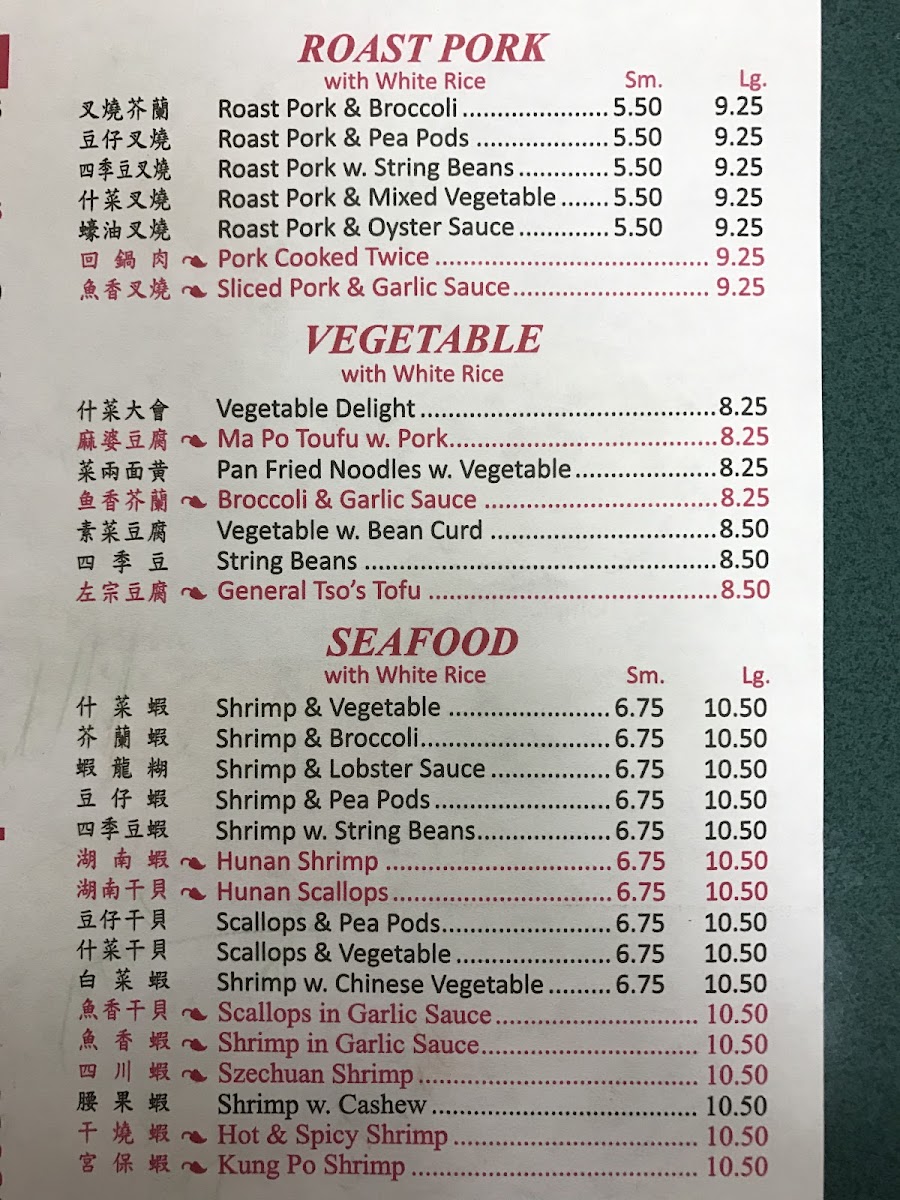 ROAST PORK
with White Rice Sm. Lg.
叉燒芥蘭 Roast Pork & Broccoli ..................... 5.50 9.25
豆仔叉燒 Roast Pork & Pea Pods ................... 5.50 9.25
四季豆叉燒 Roast Pork w. String Beans ............. 5.50 9.25
什菜叉燒 Roast Pork & Mixed Vegetable ....... 5.50 9.25
蠔油叉燒 Roast Pork & Oyster Sauce ............. 5.50 9.25
回鍋肉 Pork Cooked Twice ....................................... 9.25
魚香叉燒 Sliced Pork & Garlic Sauce ............................ 9.25
VEGETABLE
with White Rice
什菜大會 Vegetable Delight .......................................... 8.25
麻婆豆腐 Ma Po Toufu w. Pork ...................................... 8.25
菜兩面黄 Pan Fried Noodles w. Vegetable .................... 8.25
鱼香芥蘭 Broccoli & Garlic Sauce .................................. 8.25
素菜豆腐 Vegetable w. Bean Curd ................................ 8.50
四季豆 String Beans .................................................. 8.50
左宗豆腐 General Tso's Tofu ......................................... 8.50
SEAFOOD
with White Rice Sm. Lg.
什菜蝦 Shrimp & Vegetable ....................... 6.75 10.50
芥蘭蝦 Shrimp & Broccoli ........................... 6.75 10.50
蝦龍糊 Shrimp & Lobster Sauce ................. 6.75 10.50
豆仔蝦 Shrimp & Pea Pods ......................... 6.75 10.50
四季豆蝦 Shrimp w. String Beans ................... 6.75 10.50
湖南蝦 Hunan Shrimp ................................ 6.75 10.50
湖南干貝 Hunan Scallops ............................... 6.75 10.50
豆仔干貝 Scallops & Pea Pods ........................ 6.75 10.50
什菜干貝 Scallops & Vegetable ...................... 6.75 10.50
白菜蝦 Shrimp w. Chinese Vegetable ......... 6.75 10.50
魚香干貝 Scallops in Garlic Sauce ............................. 10.50
魚香蝦 Shrimp in Garlic Sauce ............................... 10.50
四川蝦 Szechuan Shrimp ........................................ 10.50
腰果蝦 Shrimp w. Cashew ...................................... 10.50
干燒蝦 Hot & Spicy Shrimp ................................... 10.50
宮保蝦 Kung Po Shrimp ......................................... 10.50